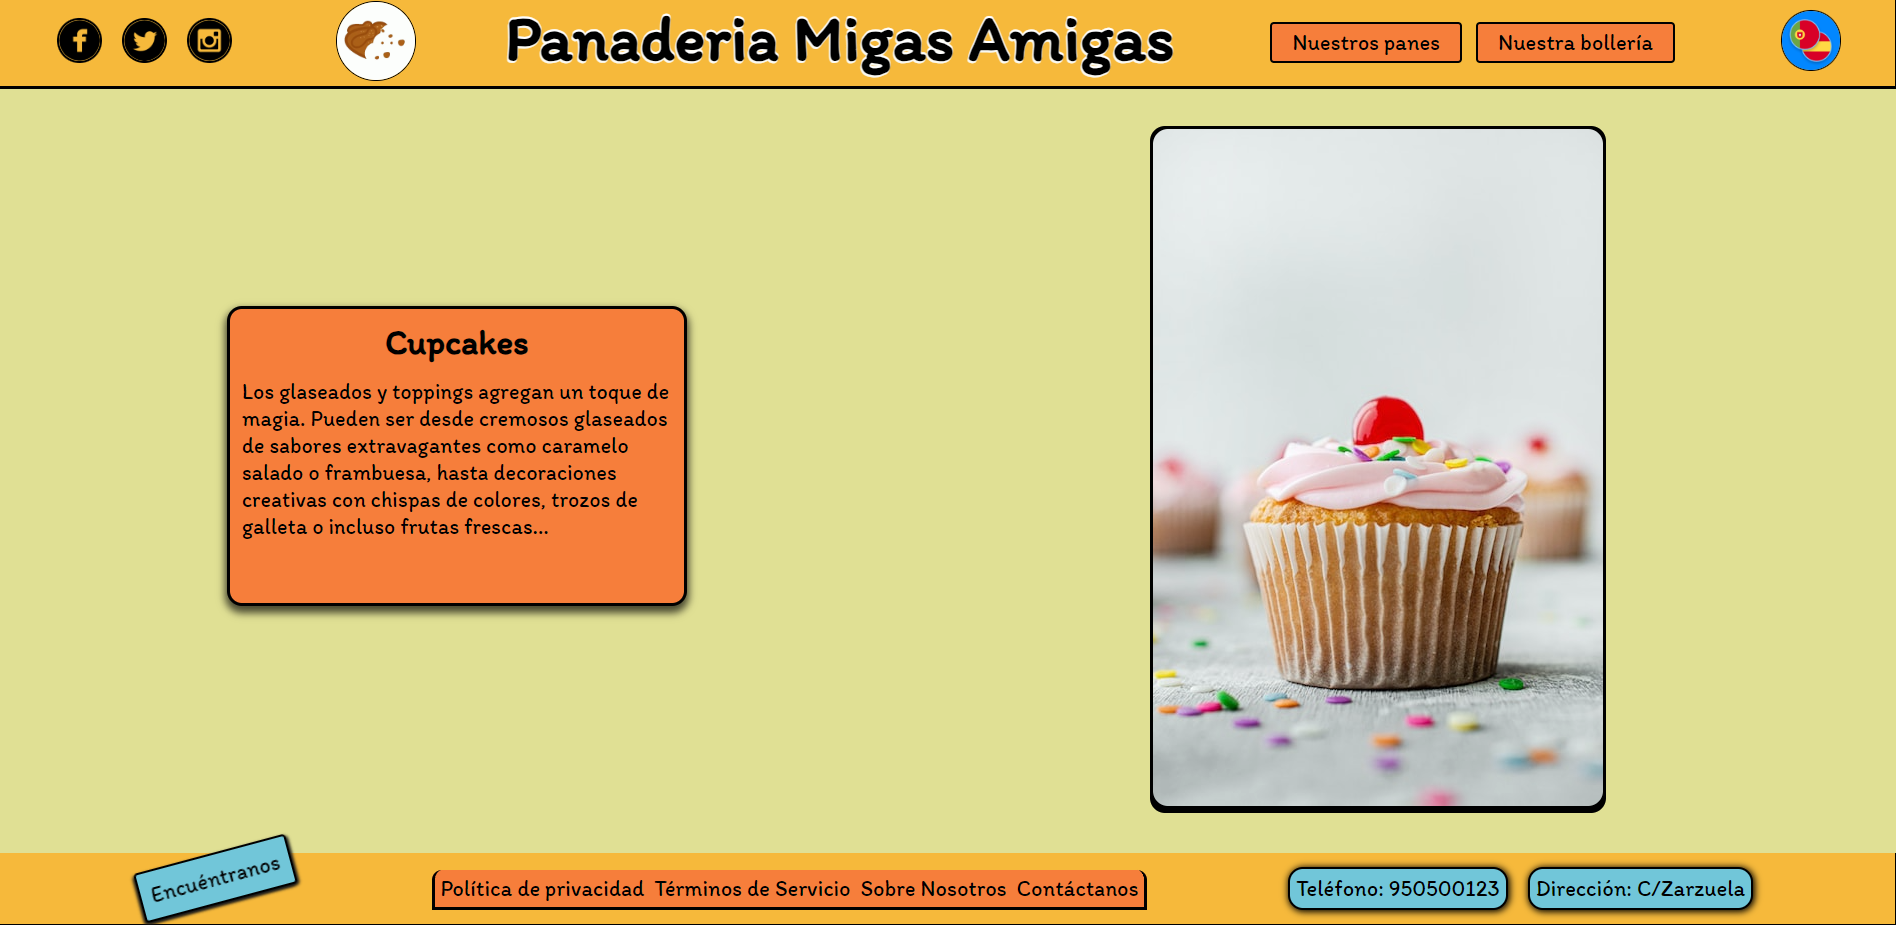 Panaderia Migas Amigas
Nuestros panes
Nuestra bollería
Cupcakes
Los glaseados y toppings agregan un toque de
magia. Pueden ser desde cremosos glaseados
de sabores extravagantes como caramelo
salado o frambuesa, hasta decoraciones
creativas con chispas de colores, trozos de
galleta o incluso frutas frescas...
Encuéntranos
Política de privacidad Términos de Servicio Sobre Nosotros Contáctanos
Teléfono: 950500123
Dirección: C/Zarzuela